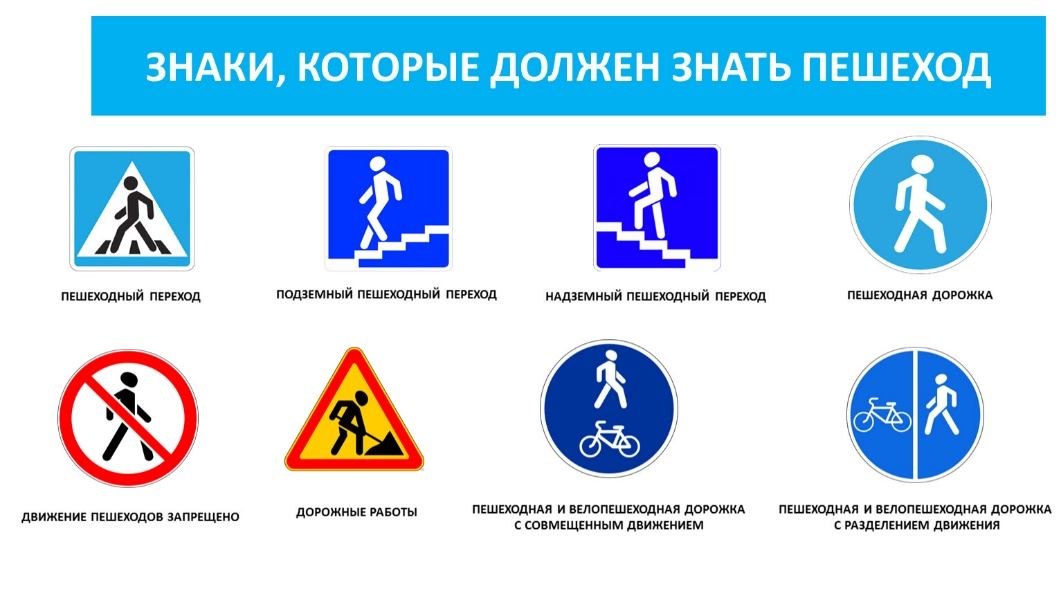 ЗНАКИ, КОТОРЫЕ ДОЛЖЕН ЗНАТЬ ПЕШЕХОД
ПЕШЕХОДНЫЙ ПЕРЕХОД
ПОДЗЕМНЫЙ ПЕШЕХОДНЫЙ ПЕРЕХОД
НАДЗЕМНЫЙ ПЕШЕХОДНЫЙ ПЕРЕХОД
ПЕШЕХОДНАЯ ДОРОЖКА
ДВИЖЕНИЕ ПЕШЕХОДОВ ЗАПРЕЩЕНО
ДОРОЖНЫЕ РАБОТЫ
ПЕШЕХОДНАЯ И ВЕЛОПЕШЕХОДНАЯ ДОРОЖКА
С СОВМЕЩЕННЫМ ДВИЖЕНИЕМ
ПЕШЕХОДНАЯ И ВЕЛОПЕШЕХОДНАЯ ДОРОЖКА
С РАЗДЕЛЕНИЕМ ДВИЖЕНИЯ